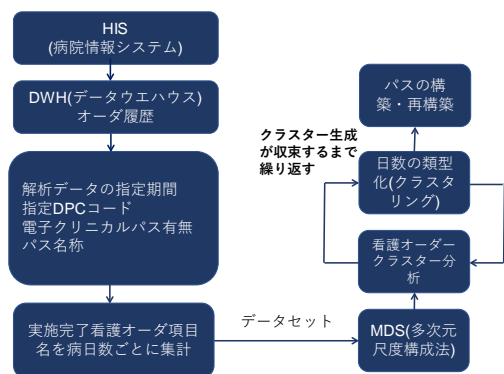 HIS
(病院情報システム)
DWH(データウエハウス)
オーダ履歴
解析データの指定期間
指定DPCコード
電子クリニカルパス有無
パス名称
実施完了看護オーダ項目
名を病日数ごとに集計
データセット
MDS(多次元
尺度構成法)
看護オーダー
クラスター分
析
日数の類型
化(クラスタ
リング)
クラスター生成
が収束するまで
繰り返す
パスの構
築・再構築